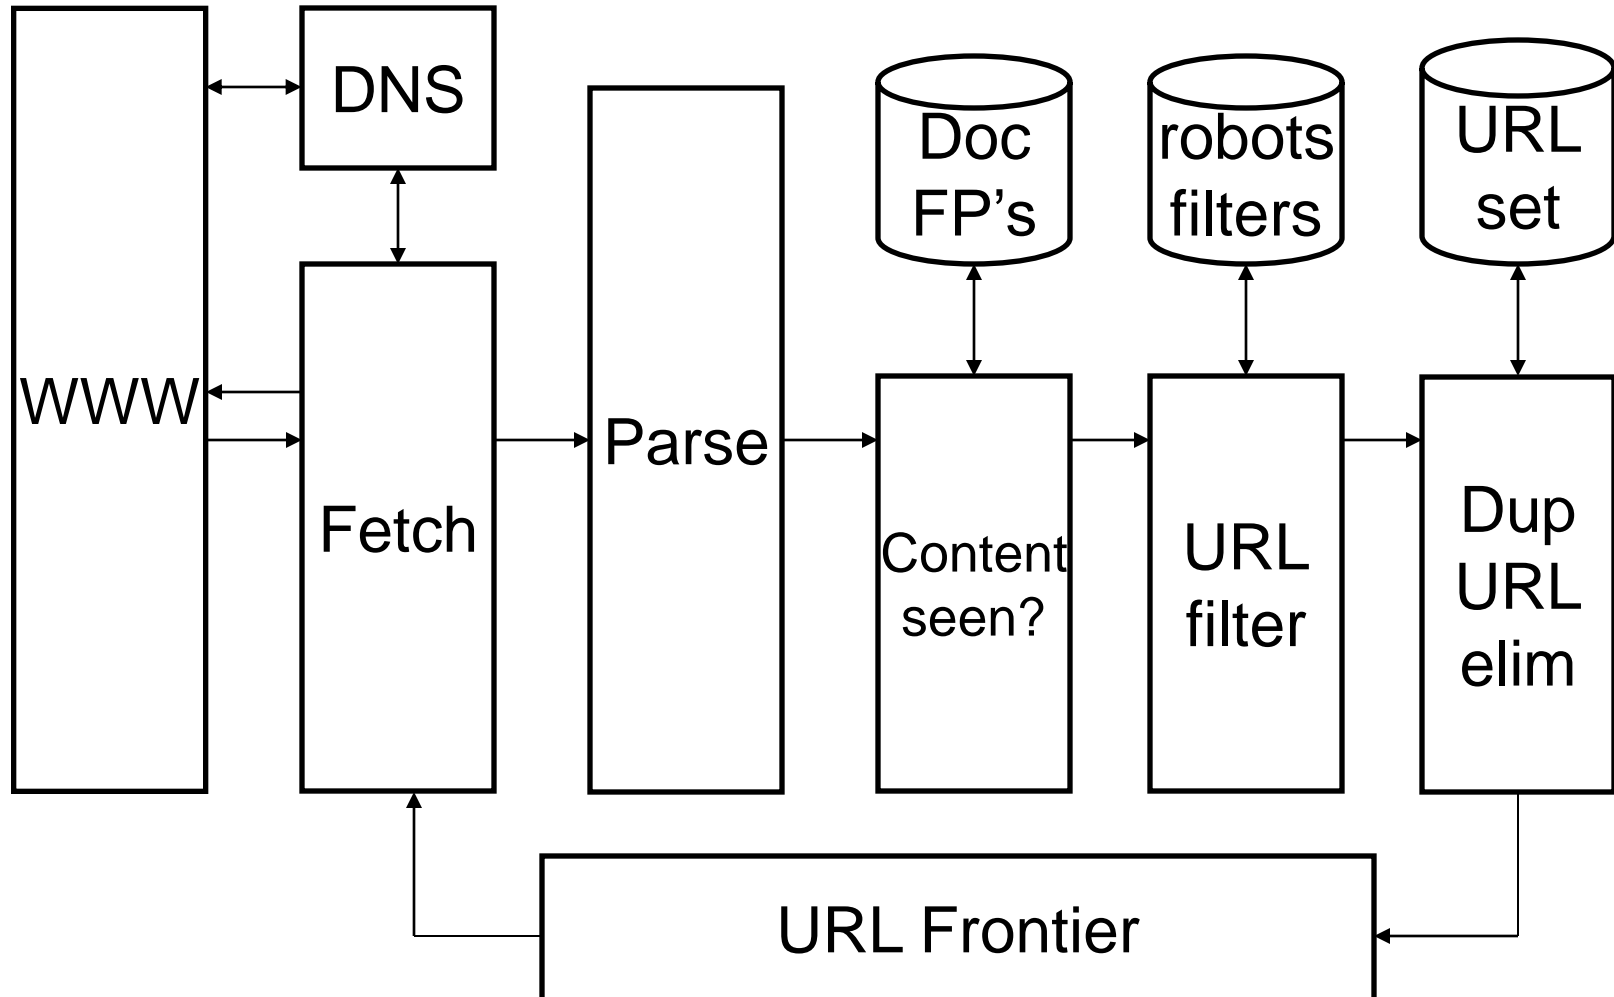 WWW
DNS
Fetch
Parse
Doc
FP’s
Content
seen?
robots
filters
URL
filter
URL
set
Dup
URL
elim
URL Frontier